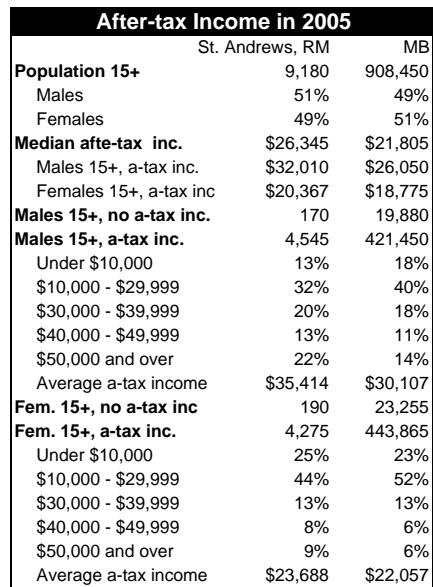 After-tax Income in 2005
St. Andrews, RM MB
Population 15+ 9,180 908,450
Males 51% 49%
Females 49% 51%
Median afte-tax inc. $26,345 $21,805
Males 15+, a-tax inc. $32,010 $26,050
Females 15+, a-tax inc $20,367 $18,775
Males 15+, no a-tax inc. 170 19,880
Males 15+, a-tax inc. 4,545 421,450
Under $10,000 13% 18%
$10,000 - $29,999 32% 40%
$30,000 - $39,999 20% 18%
$40,000 - $49,999 13% 11%
$50,000 and over 22% 14%
Average a-tax income $35,414 $30,107
Fem. 15+, no a-tax inc 190 23,255
Fem. 15+, a-tax inc. 4,275 443,865
Under $10,000 25% 23%
$10,000 - $29,999 44% 52%
$30,000 - $39,999 13% 13%
$40,000 - $49,999 8% 6%
$50,000 and over 9% 6%
Average a-tax income $23,688 $22,057